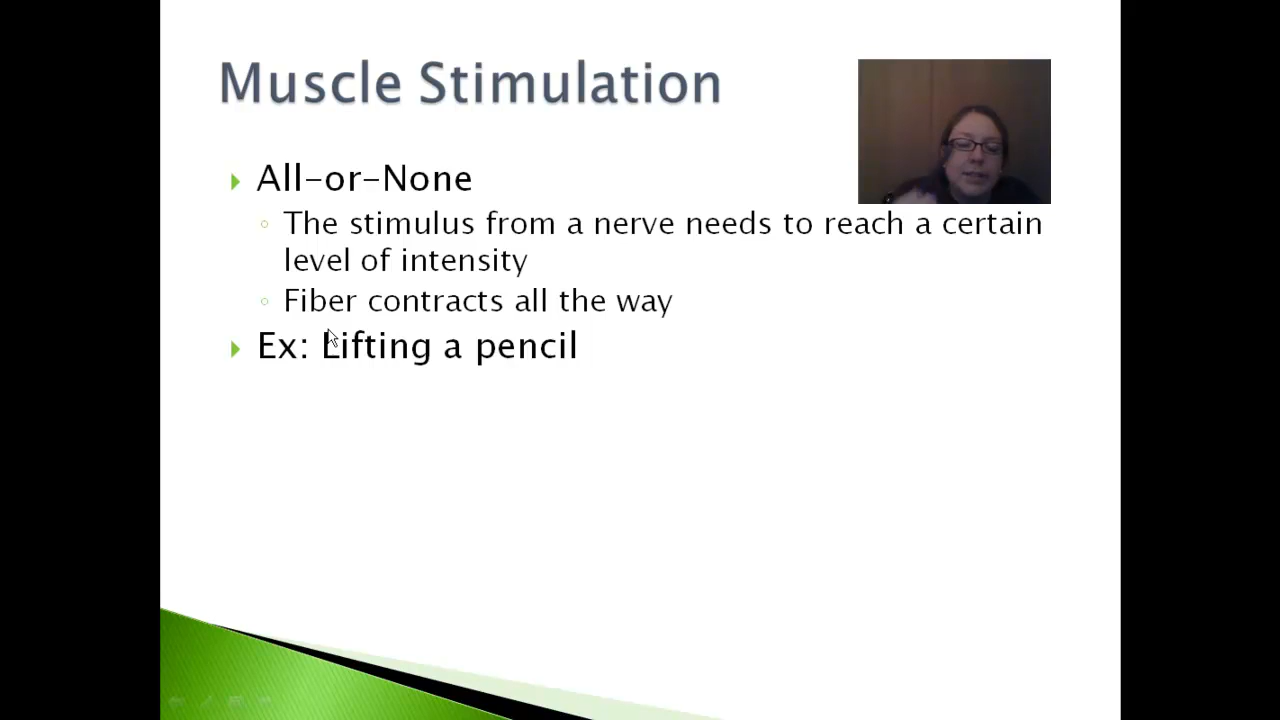 Muscle Stimulation
All-or-None
The stimulus from a nerve needs to reach a certain
level of intensity
Fiber contracts all the way
Ex: Lifting a pencil